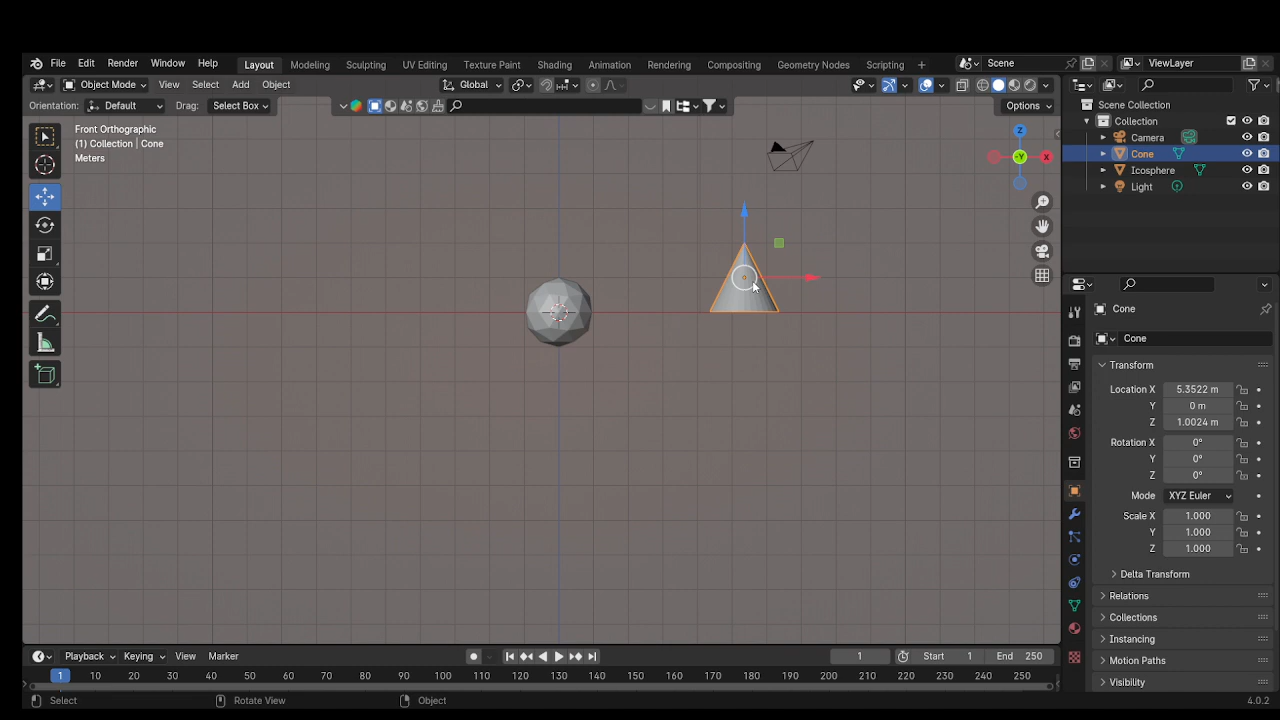 File Edit Render Window Help Layout Modeling Sculpting UV Editing Texture Paint Shading Animation Rendering Compositing Geometry Nodes Scripting + Scene ViewLayer
Object Mode View Select Add Object Global
Orientation: Default Drag: Select Box Options
Front Orthographic
(1) Collection | Cone
Meters
Z
-Y
X
Scene Collection
Collection
Camera
Cone
Icosphere
Light
Cone
Cone
Transform
Location X 5.3522 m
Y 0 m
Z 1.0024 m
Rotation X 0°
Y 0°
Z 0°
Mode XYZ Euler
Scale X 1.000
Y 1.000
Z 1.000
Delta Transform
Relations
Collections
Instancing
Motion Paths
Visibility
Playback Keying View Marker 1 Start 1 End 250
1 10 20 30 40 50 60 70 80 90 100 110 120 130 140 150 160 170 180 190 200 210 220 230 240 250
Select Rotate View Object 4.0.2